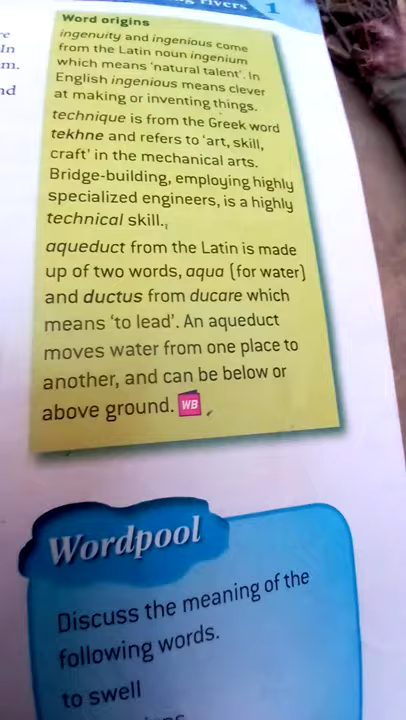 rivers 1
In
m.
Word origins
ingenuity and ingenious come
from the Latin noun ingenium
which means 'natural talent'. In
English ingenious means clever
at making or inventing things.
technique is from the Greek word
tekhne and refers to 'art, skill,
craft' in the mechanical arts.
Bridge-building, employing highly
specialized engineers, is a highly
technical skill.
aqueduct from the Latin is made
up of two words, aqua (for water)
and ductus from ducare which
means 'to lead'. An aqueduct
moves water from one place to
another, and can be below or
above ground. WB
Wordpool
Discuss the meaning of the
following words.
to swell